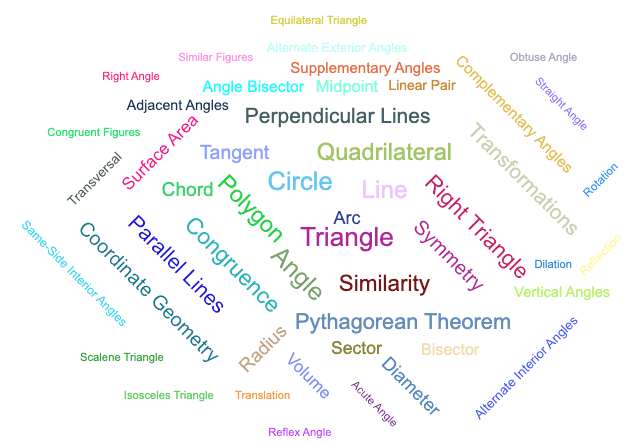 Equilateral Triangle
Alternate Exterior Angles
Similar Figures
Obtuse Angle
Supplementary Angles
Right Angle
Angle Bisector
Midpoint
Linear Pair
Complementary Angles
Straight Angle
Adjacent Angles
Perpendicular Lines
Congruent Figures
Surface Area
Tangent
Quadrilateral
Transformations
Transversal
Chord
Circle
Line
Rotation
Polygon
Arc
Right Triangle
Triangle
Symmetry
Same-Side Interior Angles
Coordinate Geometry
Parallel Lines
Congruence
Angle
Reflection
Dilation
Similarity
Vertical Angles
Pythagorean Theorem
Radius
Sector
Bisector
Scalene Triangle
Volume
Diameter
Alternate Interior Angles
Isosceles Triangle
Translation
Acute Angle
Reflex Angle